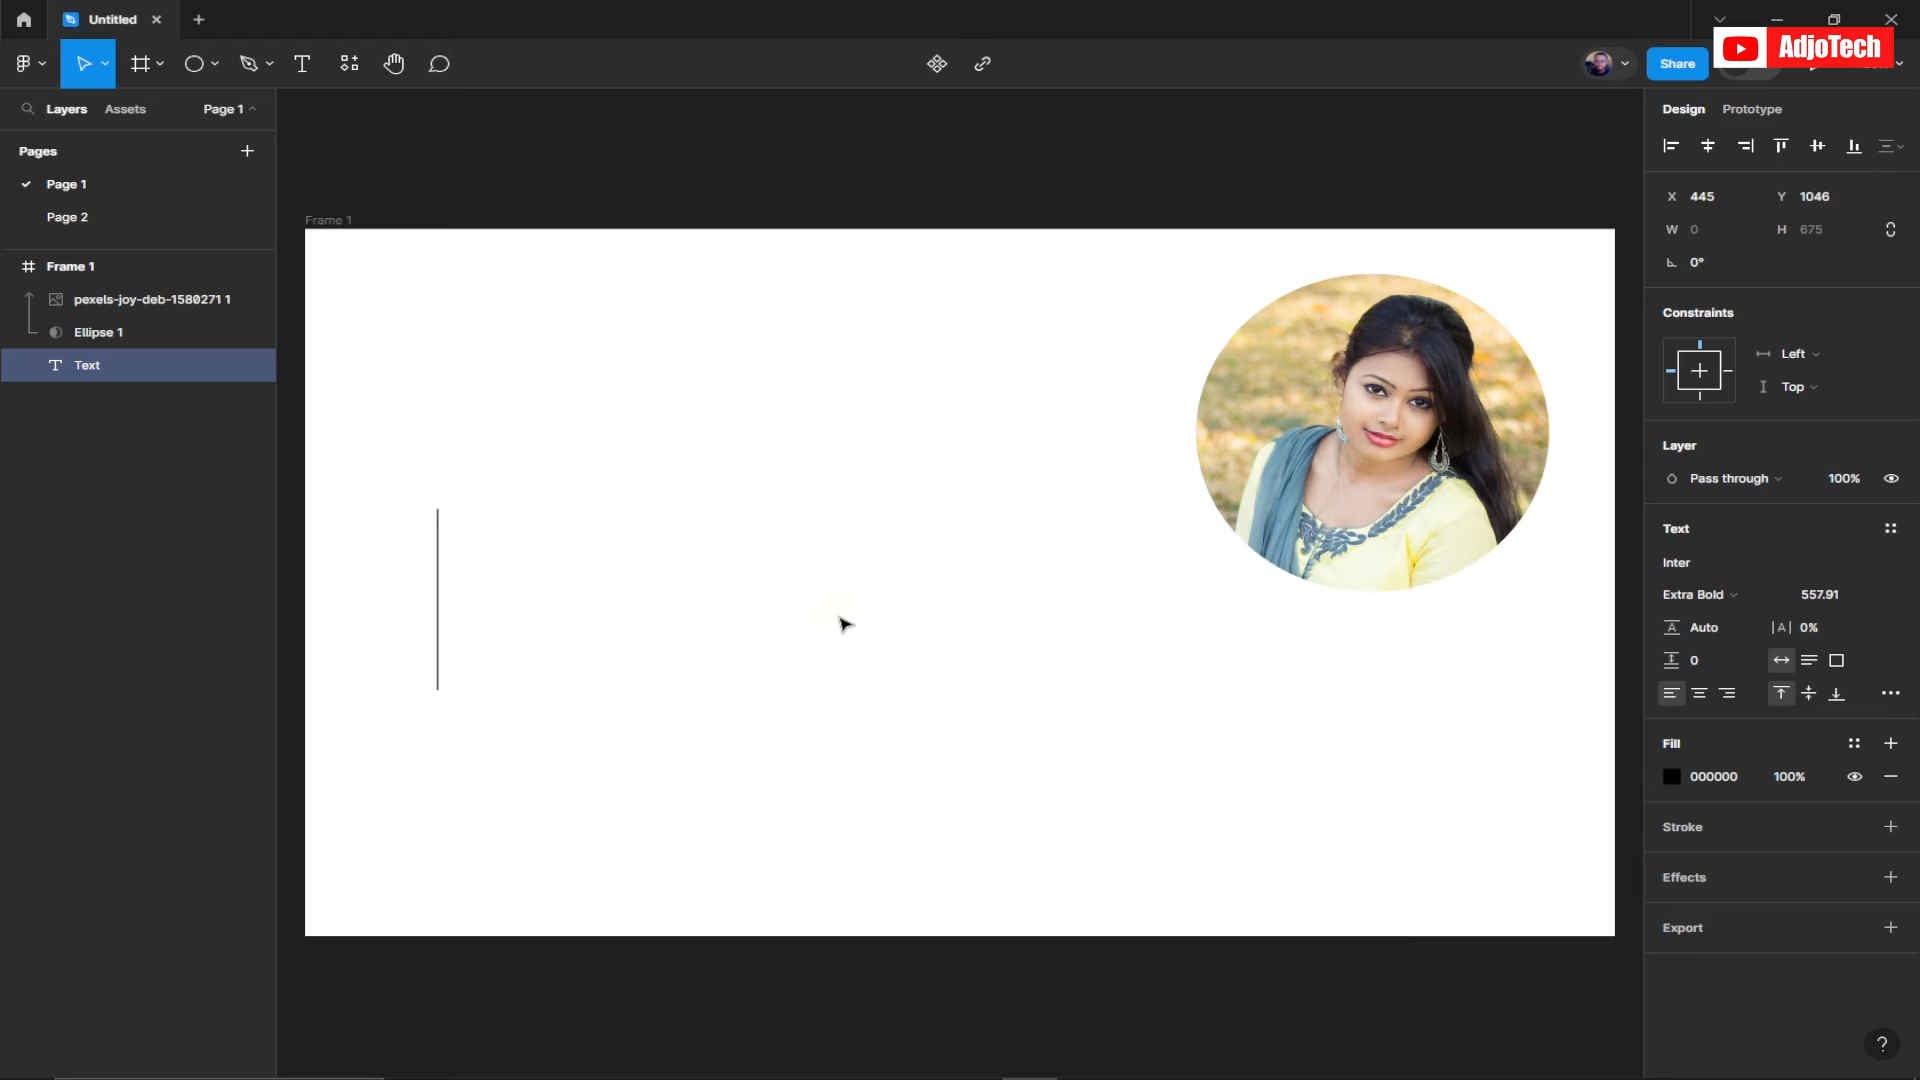 Untitled
AdjoTech
Share
Layers
Assets
Page 1
Design
Prototype
Pages
Page 1
Page 2
X 445
Y 1046
W 0
H 675
0°
Frame 1
Frame 1
pexels-joy-deb-1580271 1
Ellipse 1
T Text
Constraints
Left
Top
Layer
Pass through
100%
Text
Inter
Extra Bold
557.91
A Auto
|A| 0%
0
Fill
000000
100%
Stroke
Effects
Export
?